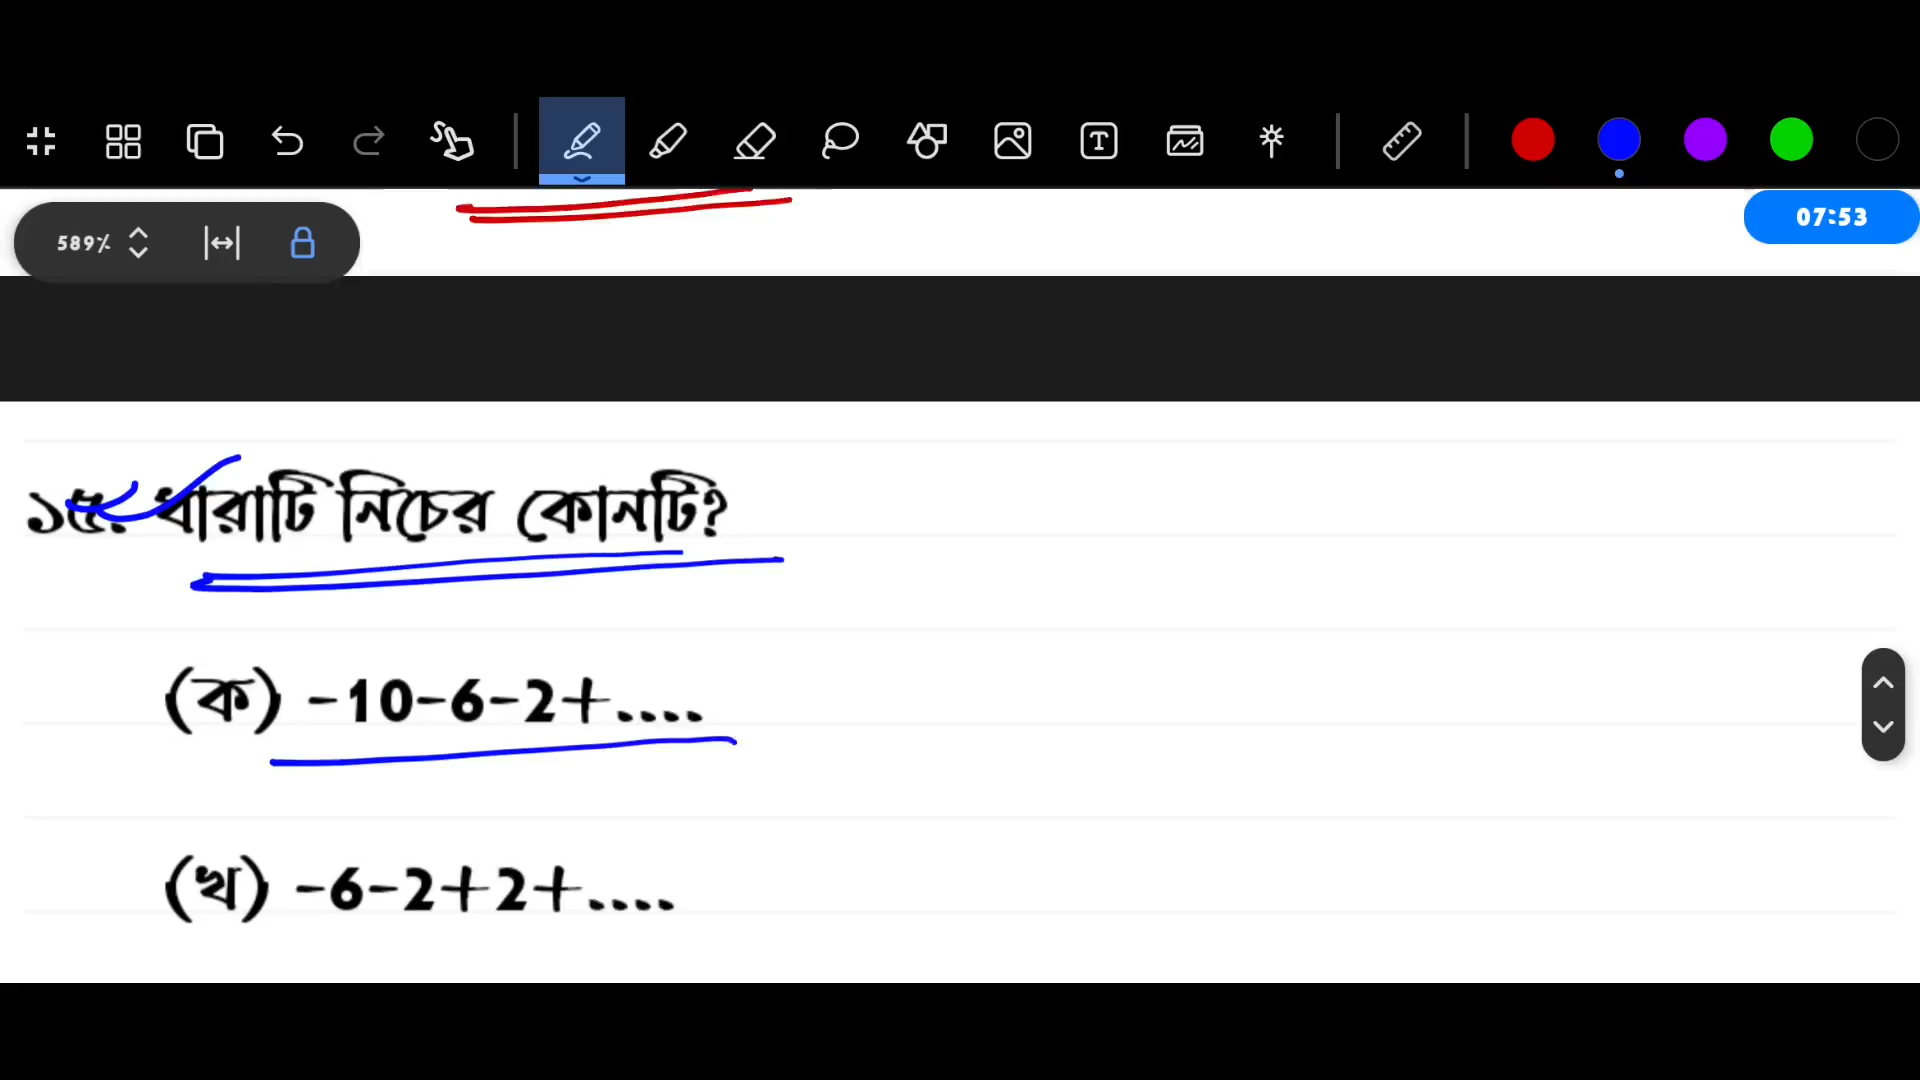 07:53
589%
১৫. ধারাটি নিচের কোনটি?
(ক) -10-6-2+....
(খ) -6-2+2+....